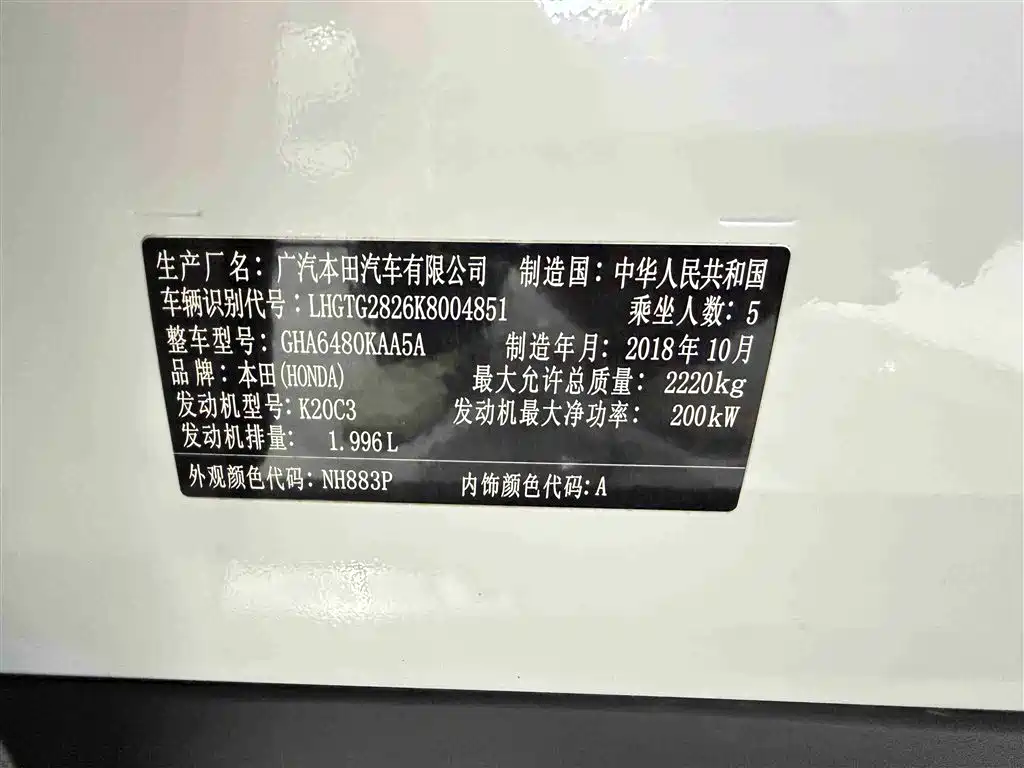 生产厂名：广汽本田汽车有限公司 制造国：中华人民共和国
车辆识别代号：LHGTG2826K8004851 乘坐人数：5
整车型号：GHA6480KAA5A 制造年月：2018年10月
品牌：本田(HONDA) 最大允许总质量：2220kg
发动机型号：K20C3 发动机最大净功率：200kW
发动机排量：1.996L
外观颜色代码：NH883P 内饰颜色代码：A